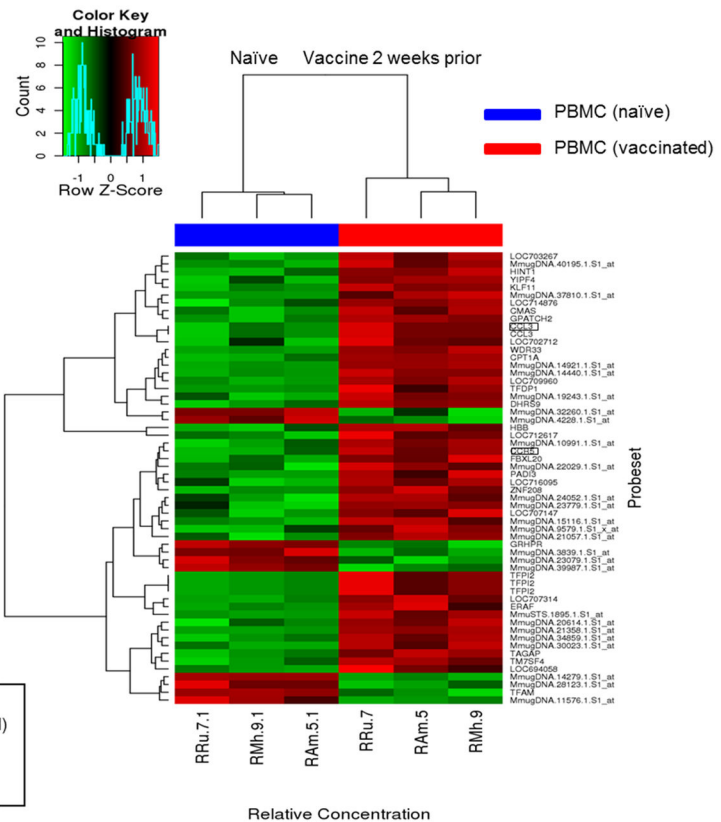 Color Key
and Histogram
Count
0 2 4 6 8 10
-1 0 1
Row Z-Score
Naïve Vaccine 2 weeks prior
PBMC (naïve)
PBMC (vaccinated)
LOC703267
MmugDNA.40195.1.S1_at
HINT1
YIPF4
KLF11
MmugDNA.37810.1.S1_at
LOC714876
CMAS
GPATCH2
CCL3
CCL3
LOC702712
WDR33
CPT1A
MmugDNA.14921.1.S1_at
MmugDNA.14440.1.S1_at
LOC709960
TFDP1
MmugDNA.19243.1.S1_at
DHRS9
MmugDNA.32260.1.S1_at
MmugDNA.4228.1.S1_at
HBB
LOC712617
MmugDNA.10991.1.S1_at
CCR5
FBXL20
MmugDNA.22029.1.S1_at
PADI3
LOC716095
ZNF208
MmugDNA.24052.1.S1_at
MmugDNA.23779.1.S1_at
LOC707147
MmugDNA.15116.1.S1_at
MmugDNA.9579.1.S1_x_at
MmugDNA.21057.1.S1_at
GRHPR
MmugDNA.3839.1.S1_at
MmugDNA.23079.1.S1_at
MmugDNA.39987.1.S1_at
TFPI2
TFPI2
TFPI2
LOC707314
ERAF
MmuSTS.1895.1.S1_at
MmugDNA.20614.1.S1_at
MmugDNA.21358.1.S1_at
MmugDNA.34859.1.S1_at
MmugDNA.30023.1.S1_at
TAGAP
TM7SF4
LOC694058
MmugDNA.14279.1.S1_at
MmugDNA.28123.1.S1_at
TFAM
MmugDNA.11576.1.S1_at
Probeset
RRu.7.1
RMh.9.1
RAm.5.1
RRu.7
RAm.5
RMh.9
Relative Concentration